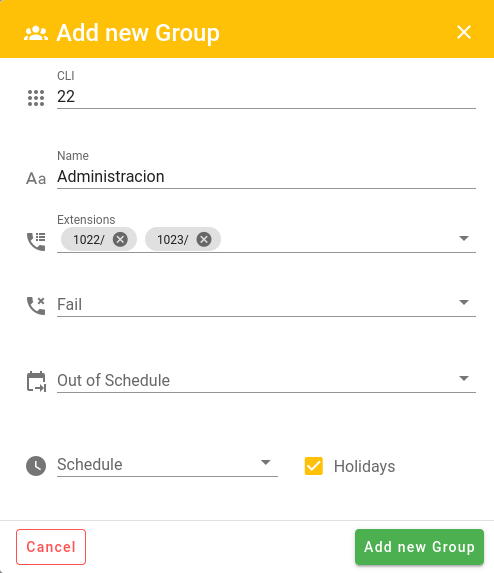 Add new Group
CLI
22
Name
Aa Administracion
Extensions
1022/ 1023/
Fail
Out of Schedule
Schedule Holidays
Cancel Add new Group